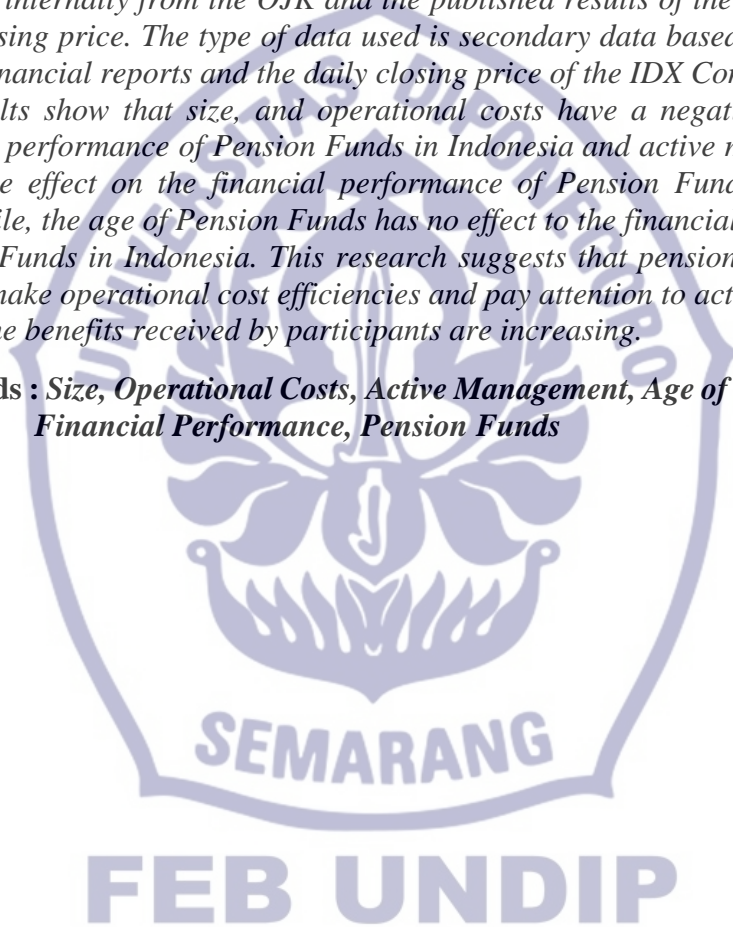 internally from the OJK and the published results of the
sing price. The type of data used is secondary data based
nancial reports and the daily closing price of the IDX
lts show that size, and operational costs have a
performance of Pension Funds in Indonesia and active
e effect on the financial performance of Pension
ile, the age of Pension Funds has no effect to the financial
Funds in Indonesia. This research suggests that pension
make operational cost efficiencies and pay attention to
he benefits received by participants are increasing.
ds : Size, Operational Costs, Active Management, Age of
Financial Performance, Pension Funds
UNIVERSITAS DIPONEGORO
SEMARANG
FEB UNDIP